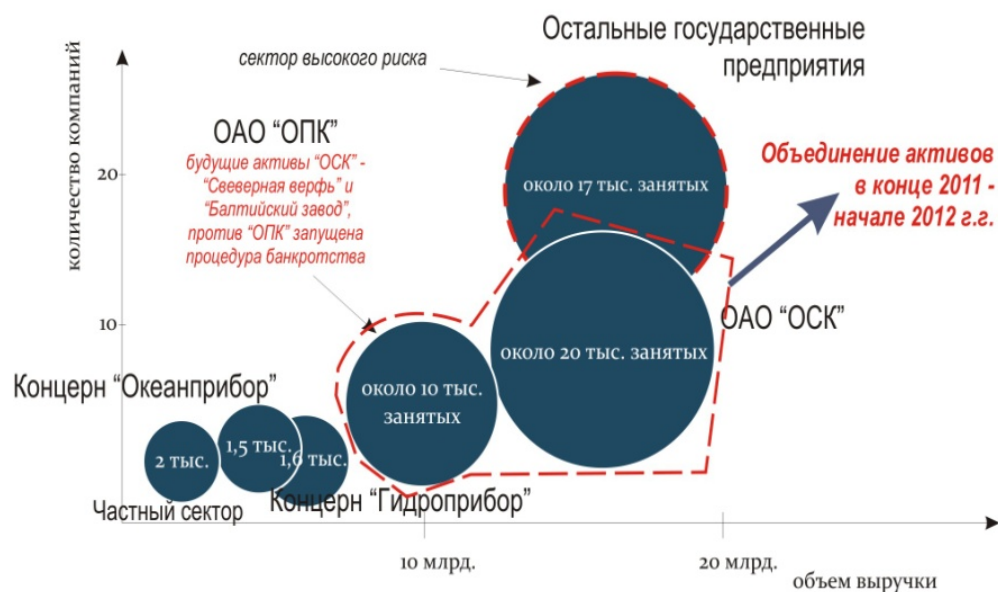 Остальные государственные
предприятия
сектор высокого риска
количество компаний
ОАО “ОПК”
будущие активы “ОСК” -
“Свеверная верфь” и
“Балтийский завод”,
против “ОПК” запущена
процедура банкротства
20
около 17 тыс. занятых
Объединение активов
в конце 2011 -
начале 2012 г.г.
10
ОАО “ОСК”
около 20 тыс. занятых
Концерн “Океанприбор”
около 10 тыс.
занятых
2 тыс.
1,5 тыс.
1,6 тыс.
Частный сектор
Концерн “Гидроприбор”
10 млрд.
20 млрд.
объем выручки